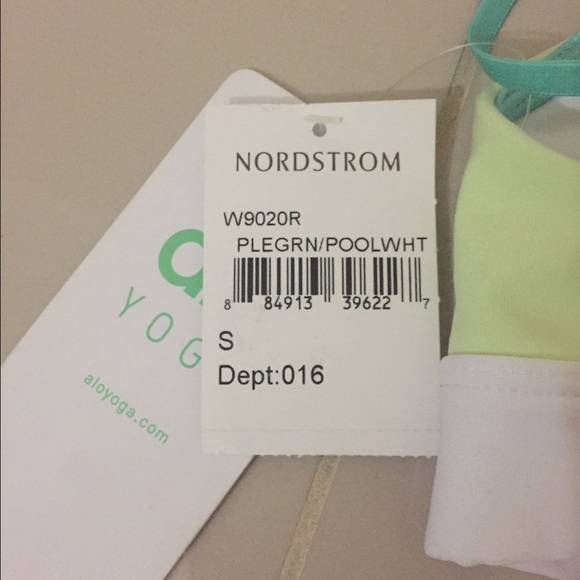 NORDSTROM
W9020R
PLEGRN/POOLWHT
8 84913 39622 7
S
Dept:016
YOG
aloyoga.com